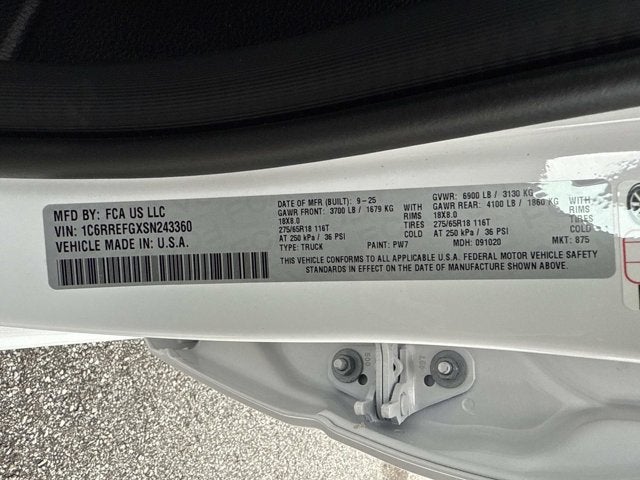 MFD BY: FCA US LLC
VIN: 1C6RREFGXSN243360
VEHICLE MADE IN: U.S.A.
DATE OF MFR (BUILT): 9-25
GAWR FRONT: 3700 LB / 1679 KG WITH
18X8.0 RIMS
275/65R18 116T TIRES
AT 250 kPa / 36 PSI COLD
TYPE: TRUCK PAINT: PW7
GVWR: 6900 LB / 3130 KG
GAWR REAR: 4100 LB / 1860 KG WITH
18X8.0 RIMS
275/65R18 116T TIRES
AT 250 kPa / 36 PSI COLD
MDH: 091020 MKT: 875
THIS VEHICLE CONFORMS TO ALL APPLICABLE U.S.A. FEDERAL MOTOR VEHICLE SAFETY
STANDARDS IN EFFECT ON THE DATE OF MANUFACTURE SHOWN ABOVE.